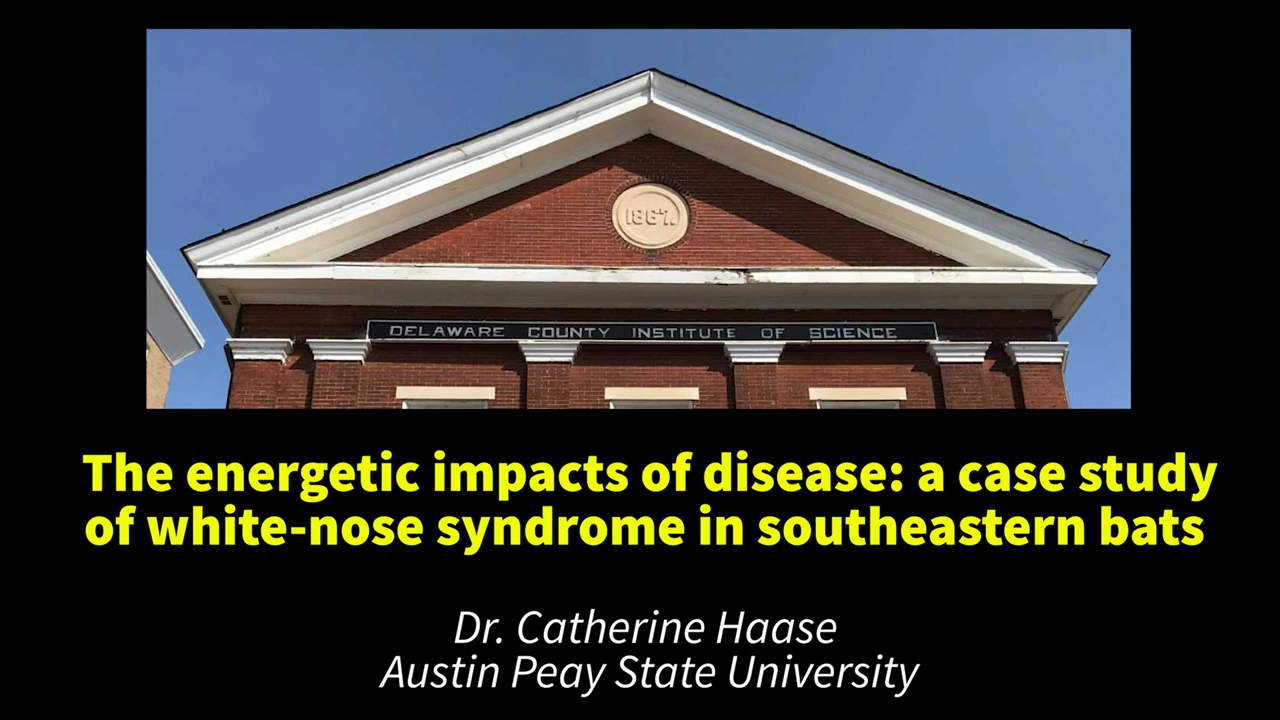 1867.
DELAWARE COUNTY INSTITUTE OF SCIENCE
The energetic impacts of disease: a case study
of white-nose syndrome in southeastern bats
Dr. Catherine Haase
Austin Peay State University